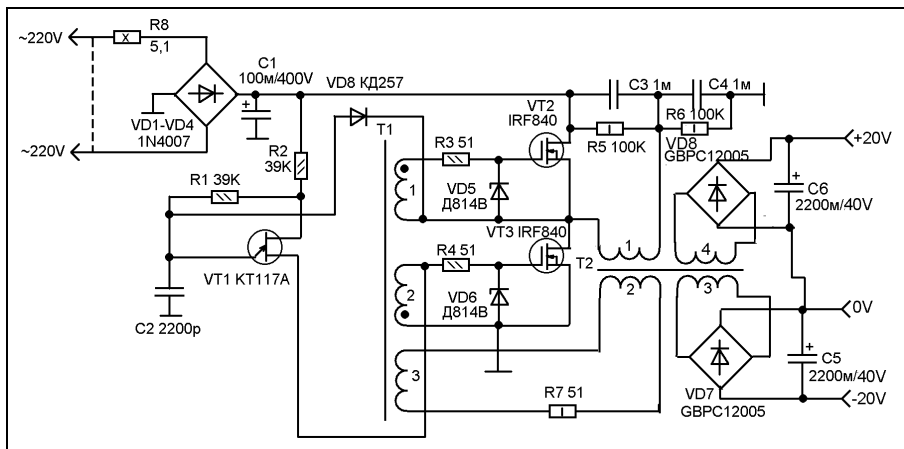 ~220V
R8
x
5,1
C1
100м/400V
VD8 КД257
C3 1м
C4 1м
VT2
IRF840
R6 100K
VD1-VD4
1N4007
T1
R5 100K
VD8
GBPC12005
+20V
~220V
R2
39K
R3 51
R1 39K
VD5
Д814В
1
C6
2200м/40V
VT3 IRF840
R4 51
1
4
T2
VT1 КТ117А
2
VD6
Д814В
2
3
0V
C2 2200p
3
C5
2200м/40V
R7 51
VD7
GBPC12005
-20V